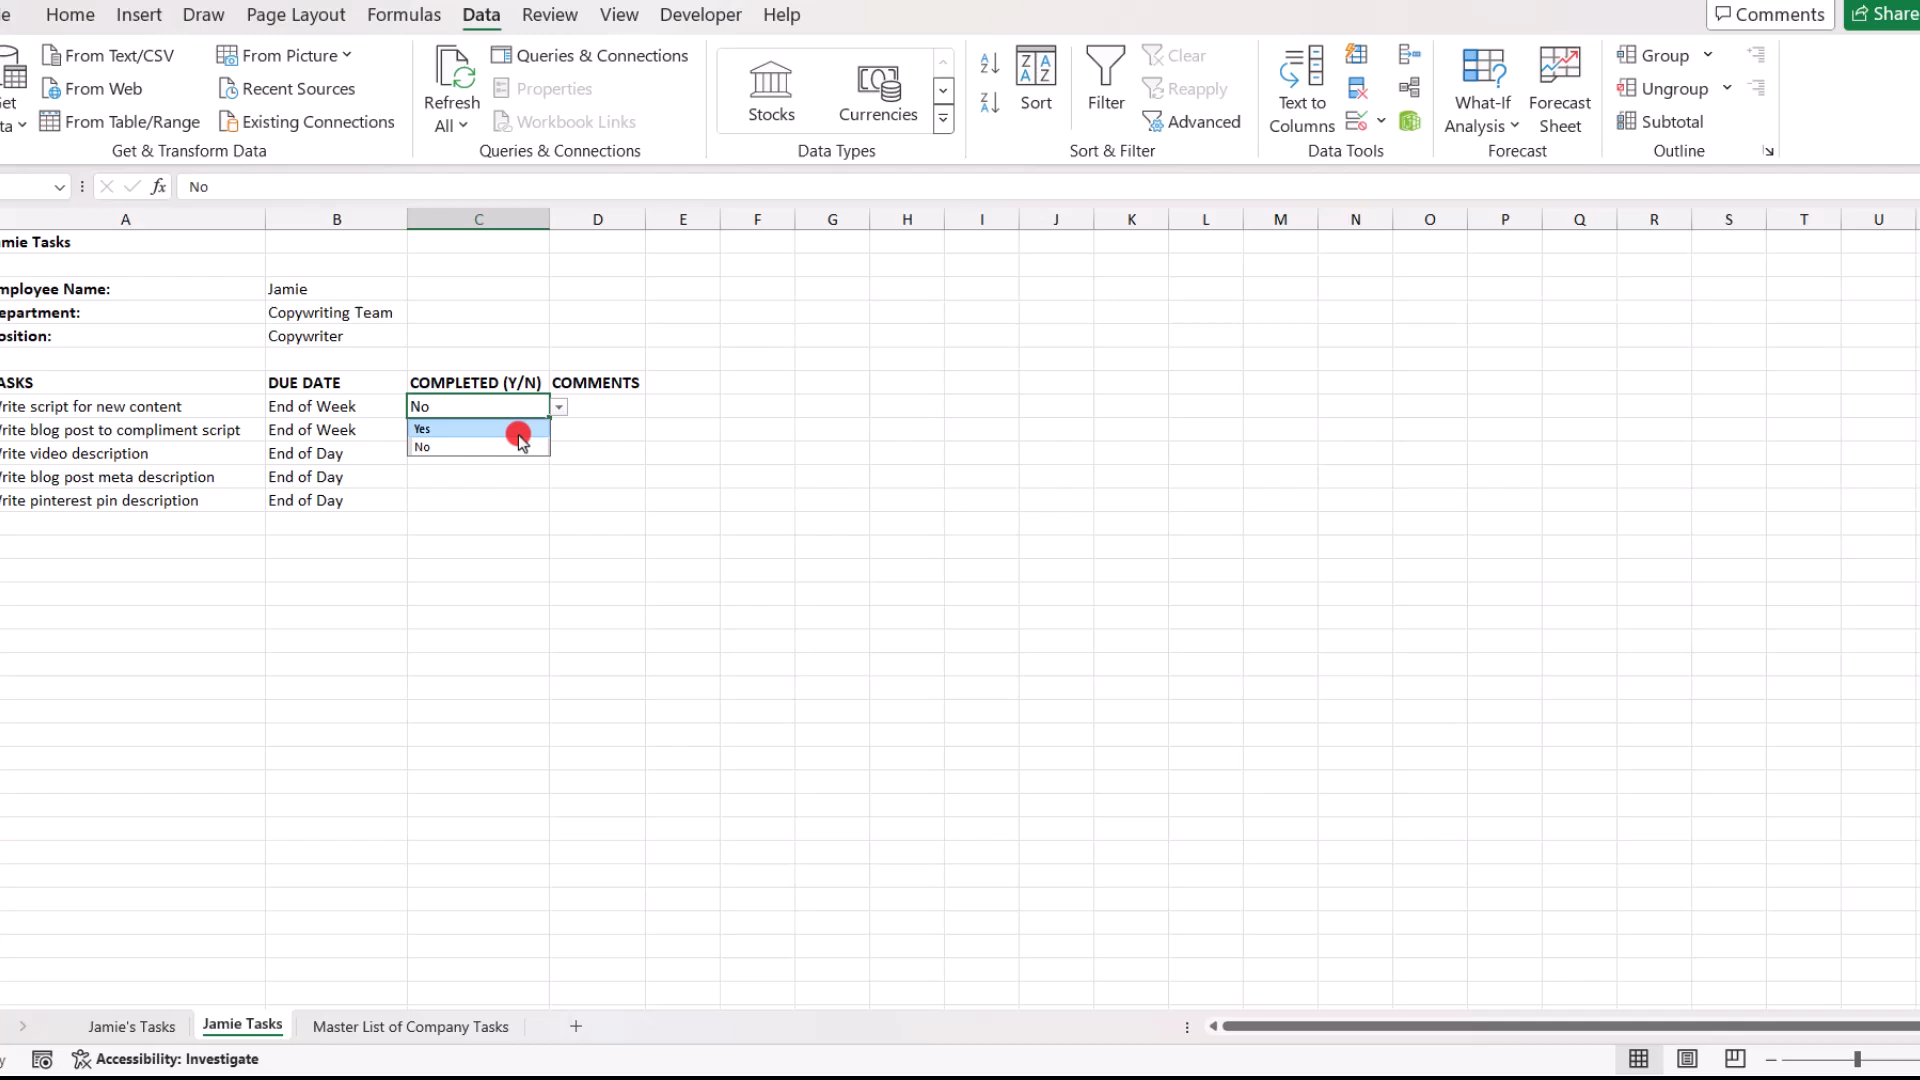 Home Insert Draw Page Layout Formulas Data Review View Developer Help Comments Share
From Text/CSV From Picture Queries & Connections Clear Group
From Web Recent Sources Properties Reapply Ungroup
Refresh All Stocks Currencies Sort Filter Text to Columns What-If Analysis Forecast Sheet
From Table/Range Existing Connections Workbook Links Advanced Subtotal
Get & Transform Data Queries & Connections Data Types Sort & Filter Data Tools Forecast Outline
fx No
A B C D E F G H I J K L M N O P Q R S T U
mie Tasks
mployee Name: Jamie
epartment: Copywriting Team
osition: Copywriter
ASKS DUE DATE COMPLETED (Y/N) COMMENTS
rite script for new content End of Week No
rite blog post to compliment script End of Week Yes
rite video description End of Day No
rite blog post meta description End of Day
rite pinterest pin description End of Day
Jamie's Tasks Jamie Tasks Master List of Company Tasks
Accessibility: Investigate